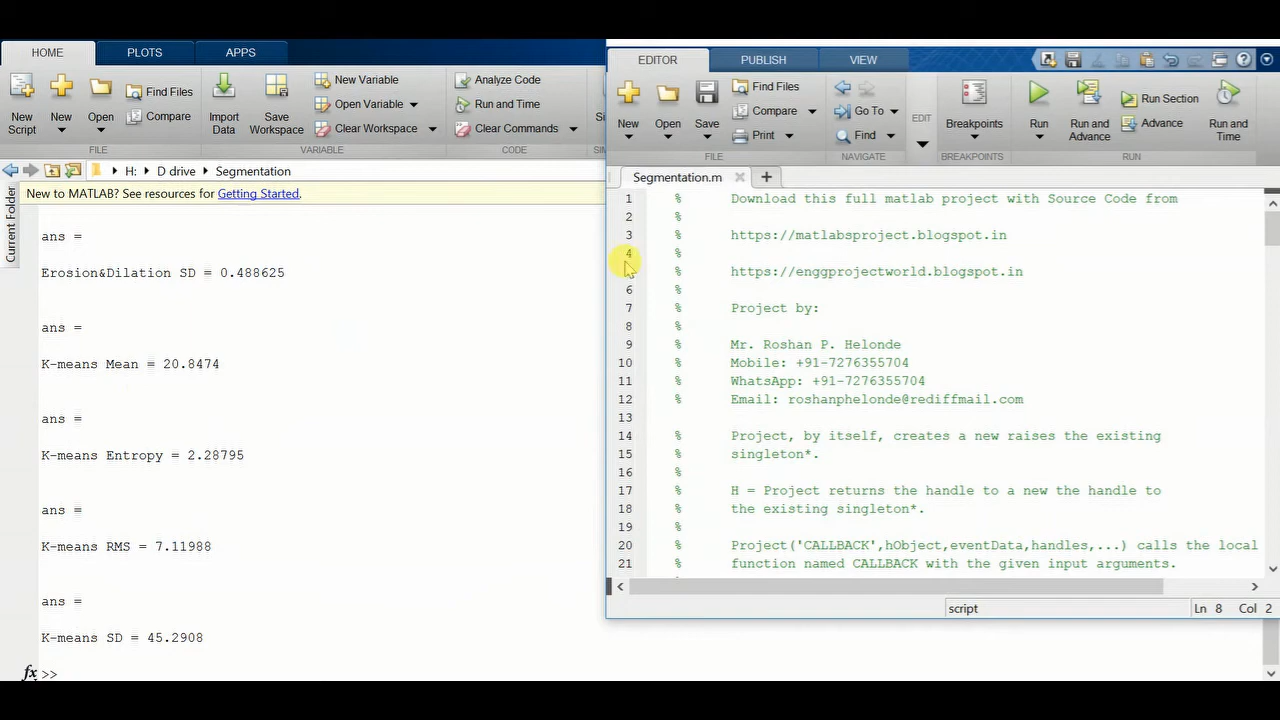 HOME PLOTS APPS
New Script
New
Open
Find Files
Compare
FILE
Import Data
Save Workspace
New Variable
Open Variable
Clear Workspace
VARIABLE
Analyze Code
Run and Time
Clear Commands
CODE
H: D drive Segmentation
New to MATLAB? See resources for Getting Started.
Current Folder
ans =
Erosion&Dilation SD = 0.488625
ans =
K-means Mean = 20.8474
ans =
K-means Entropy = 2.28795
ans =
K-means RMS = 7.11988
ans =
K-means SD = 45.2908
fx >>
EDITOR PUBLISH VIEW
New
Open
Save
Find Files
Compare
Print
FILE
Go To
Find
NAVIGATE
EDIT
Breakpoints
BREAKPOINTS
Run
Run and Advance
Run Section
Advance
Run and Time
RUN
Segmentation.m
1 % Download this full matlab project with Source Code from
2 %
3 % https://matlabsproject.blogspot.in
4 %
% https://enggprojectworld.blogspot.in
6 %
7 % Project by:
8 %
9 % Mr. Roshan P. Helonde
10 % Mobile: +91-7276355704
11 % WhatsApp: +91-7276355704
12 % Email: roshanphelonde@rediffmail.com
13
14 % Project, by itself, creates a new raises the existing
15 % singleton*.
16 %
17 % H = Project returns the handle to a new the handle to
18 % the existing singleton*.
19 %
20 % Project('CALLBACK',hObject,eventData,handles,...) calls the local
21 % function named CALLBACK with the given input arguments.
script Ln 8 Col 2